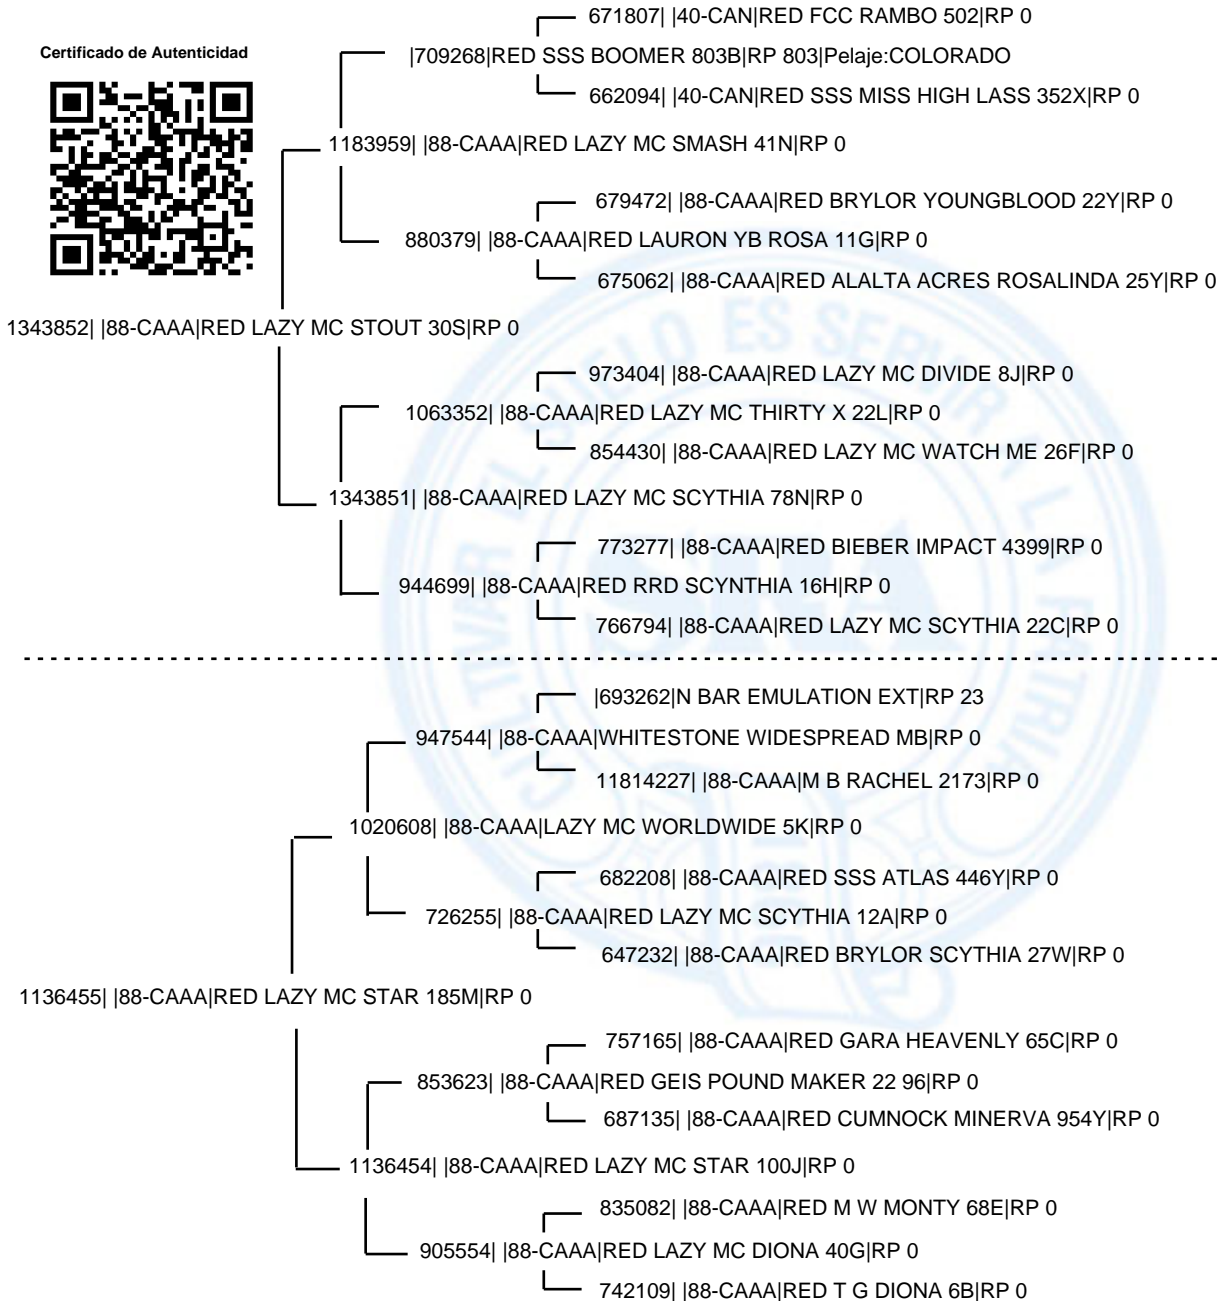 671807| |40-CAN|RED FCC RAMBO 502|RP 0
Certificado de Autenticidad
|709268|RED SSS BOOMER 803B|RP 803|Pelaje:COLORADO
662094| |40-CAN|RED SSS MISS HIGH LASS 352X|RP 0
1183959| |88-CAAA|RED LAZY MC SMASH 41N|RP 0
679472| |88-CAAA|RED BRYLOR YOUNGBLOOD 22Y|RP 0
880379| |88-CAAA|RED LAURON YB ROSA 11G|RP 0
675062| |88-CAAA|RED ALALTA ACRES ROSALINDA 25Y|RP 0
1343852| |88-CAAA|RED LAZY MC STOUT 30S|RP 0
973404| |88-CAAA|RED LAZY MC DIVIDE 8J|RP 0
1063352| |88-CAAA|RED LAZY MC THIRTY X 22L|RP 0
854430| |88-CAAA|RED LAZY MC WATCH ME 26F|RP 0
1343851| |88-CAAA|RED LAZY MC SCYTHIA 78N|RP 0
773277| |88-CAAA|RED BIEBER IMPACT 4399|RP 0
944699| |88-CAAA|RED RRD SCYNTHIA 16H|RP 0
766794| |88-CAAA|RED LAZY MC SCYTHIA 22C|RP 0
|693262|N BAR EMULATION EXT|RP 23
947544| |88-CAAA|WHITESTONE WIDESPREAD MB|RP 0
11814227| |88-CAAA|M B RACHEL 2173|RP 0
1020608| |88-CAAA|LAZY MC WORLDWIDE 5K|RP 0
682208| |88-CAAA|RED SSS ATLAS 446Y|RP 0
726255| |88-CAAA|RED LAZY MC SCYTHIA 12A|RP 0
647232| |88-CAAA|RED BRYLOR SCYTHIA 27W|RP 0
1136455| |88-CAAA|RED LAZY MC STAR 185M|RP 0
757165| |88-CAAA|RED GARA HEAVENLY 65C|RP 0
853623| |88-CAAA|RED GEIS POUND MAKER 22 96|RP 0
687135| |88-CAAA|RED CUMNOCK MINERVA 954Y|RP 0
1136454| |88-CAAA|RED LAZY MC STAR 100J|RP 0
835082| |88-CAAA|RED M W MONTY 68E|RP 0
905554| |88-CAAA|RED LAZY MC DIONA 40G|RP 0
742109| |88-CAAA|RED T G DIONA 6B|RP 0
CULTIVAR EL SUELO ES SERVIR A LA PATRIA
SRA